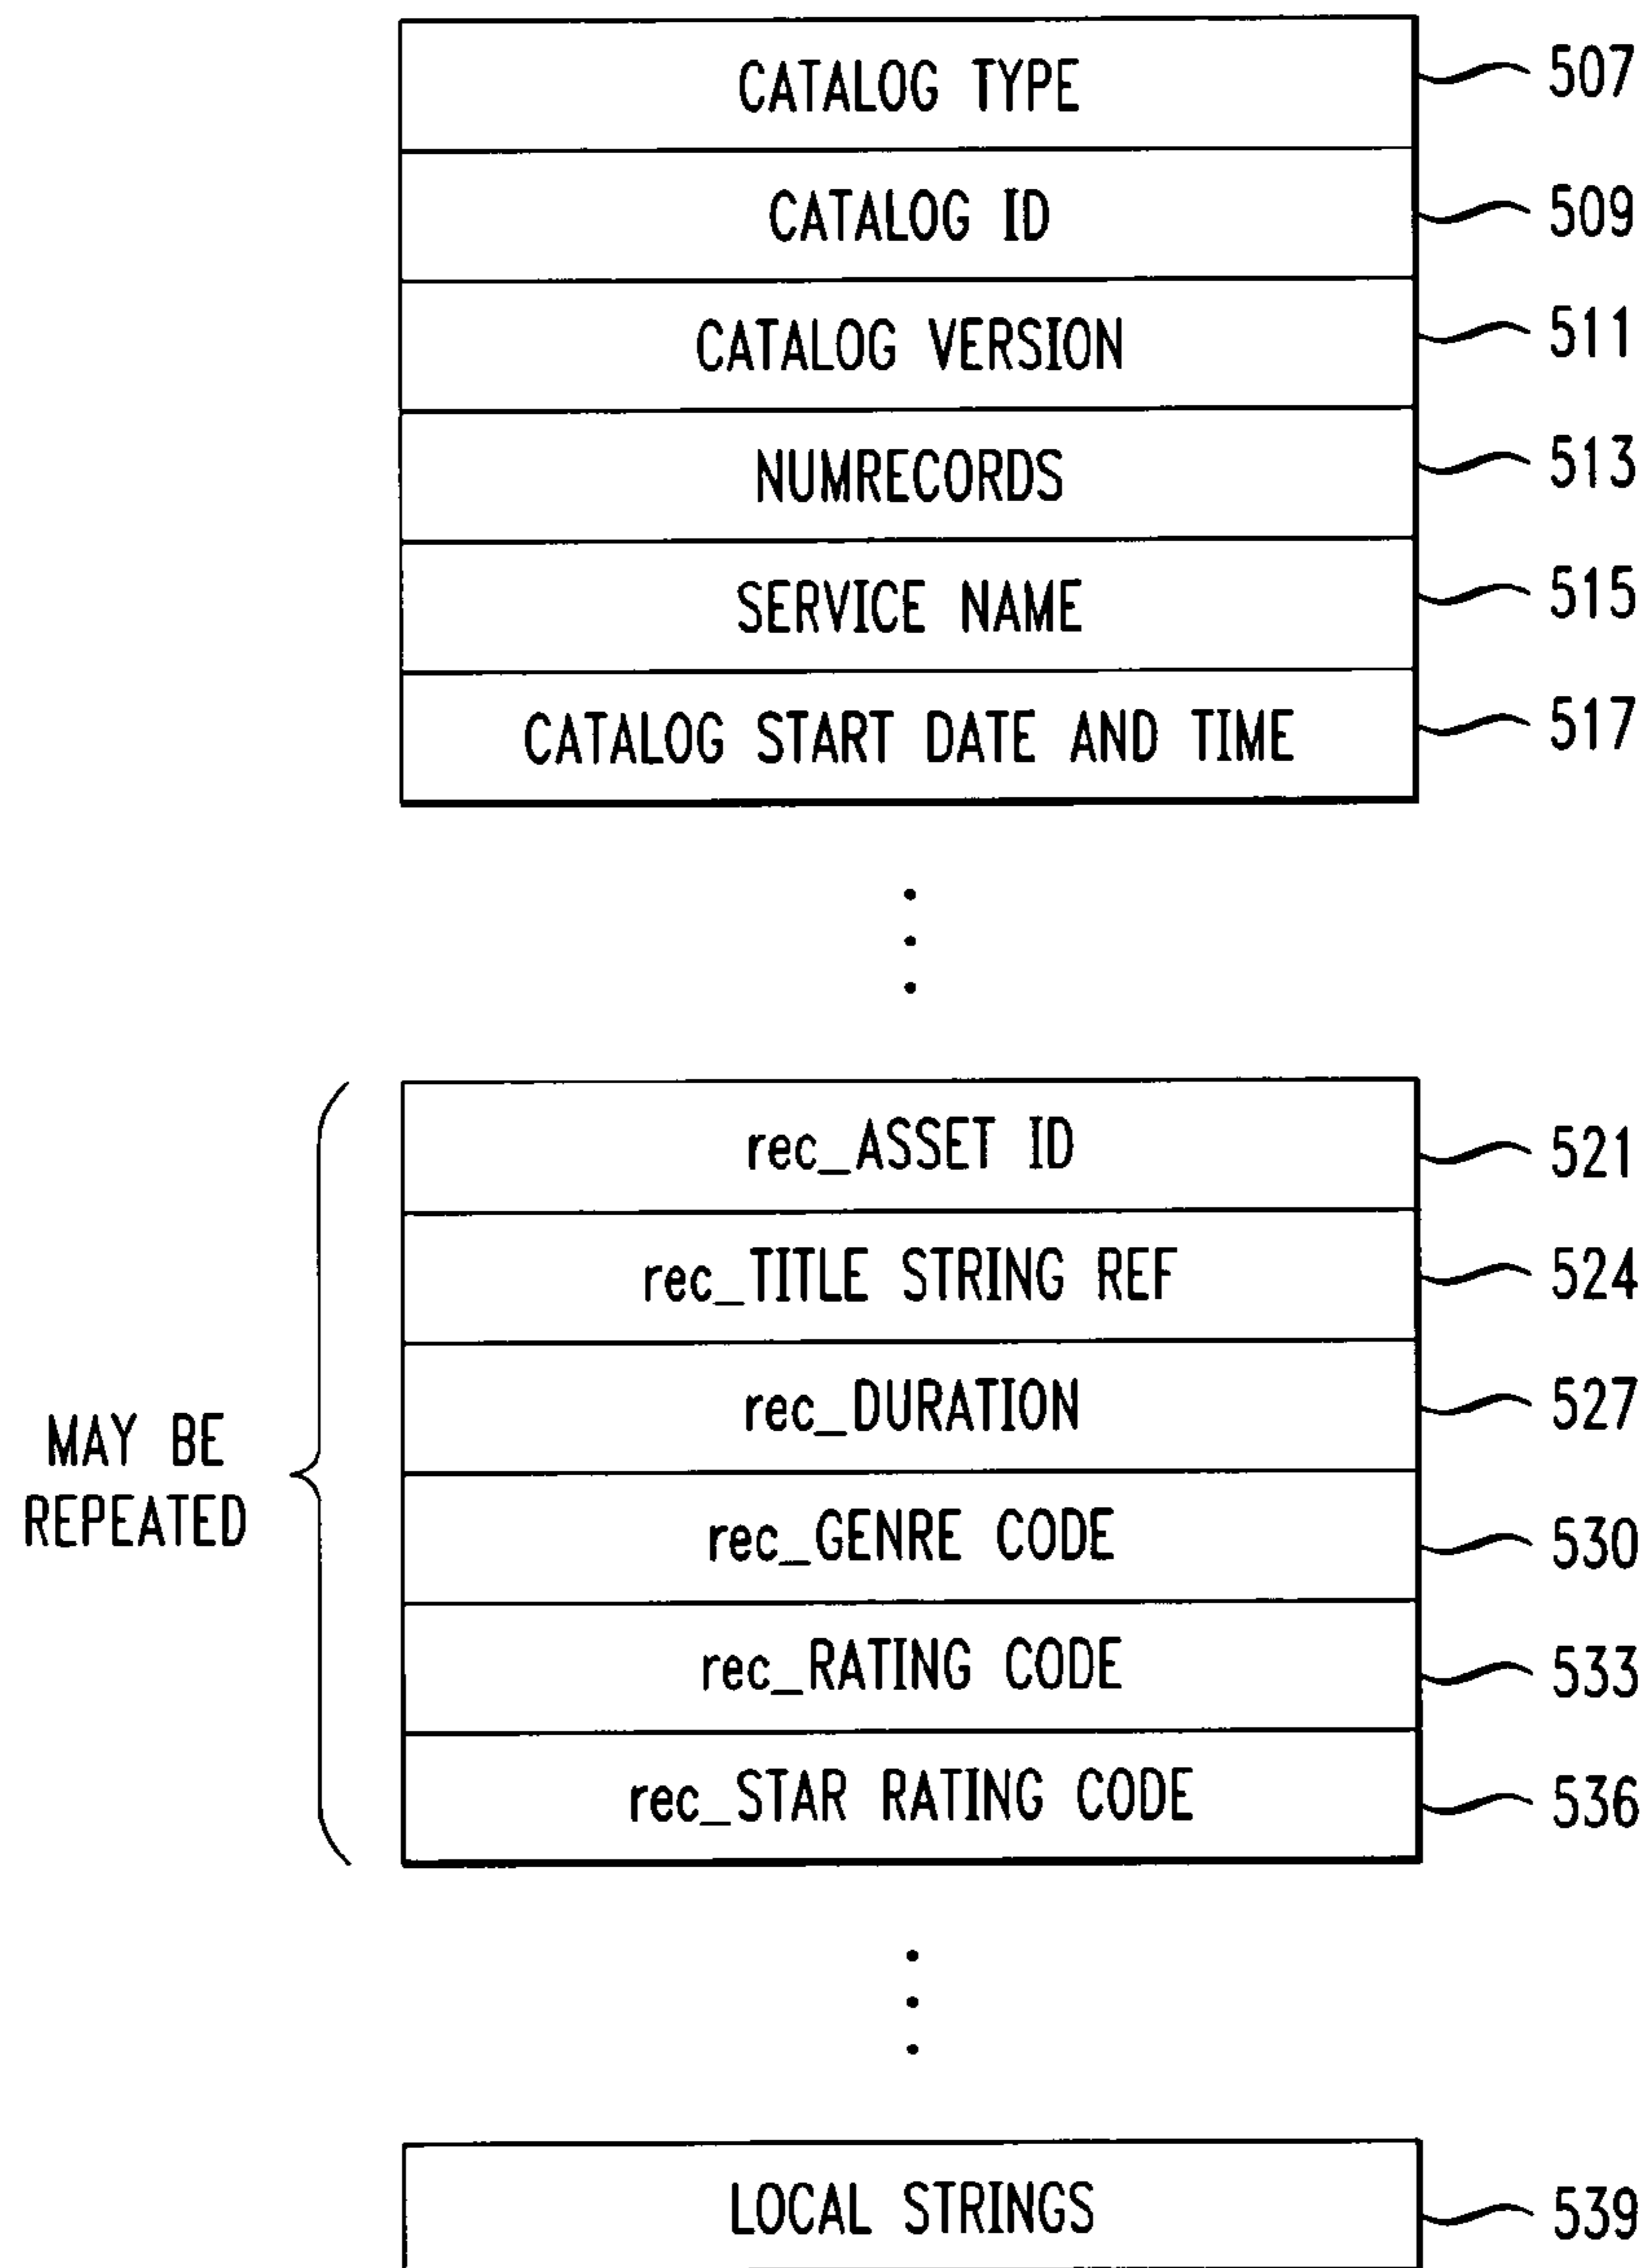 CATALOG TYPE 507
CATALOG ID 509
CATALOG VERSION 511
NUMRECORDS 513
SERVICE NAME 515
CATALOG START DATE AND TIME 517
rec_ASSET ID 521
rec_TITLE STRING REF 524
rec_DURATION 527
MAY BE
REPEATED
rec_GENRE CODE 530
rec_RATING CODE 533
rec_STAR RATING CODE 536
LOCAL STRINGS 539